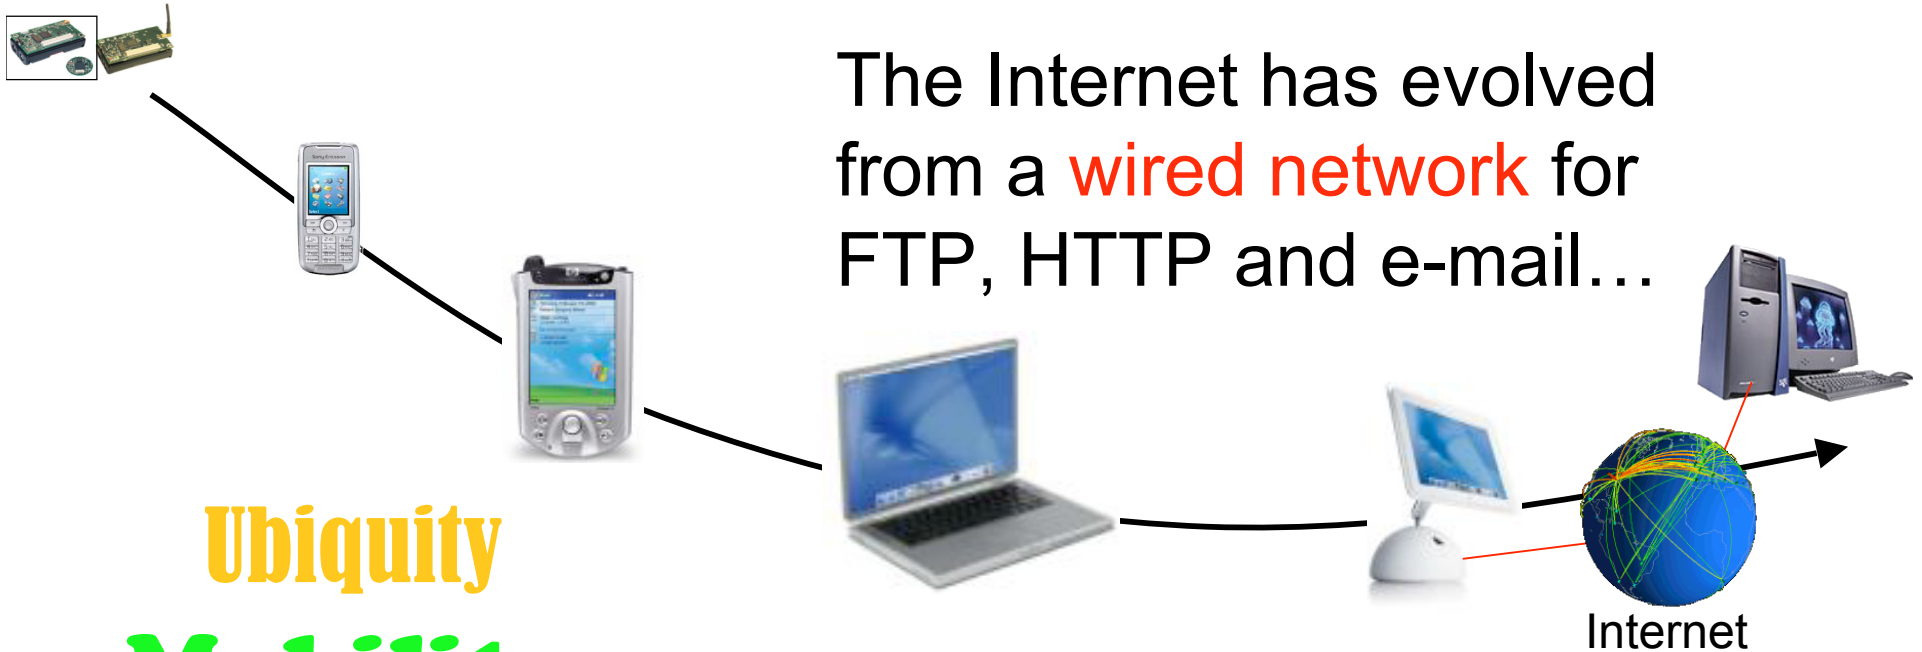 The Internet has evolved
from a wired network for
FTP, HTTP and e-mail…
Ubiquity
Internet